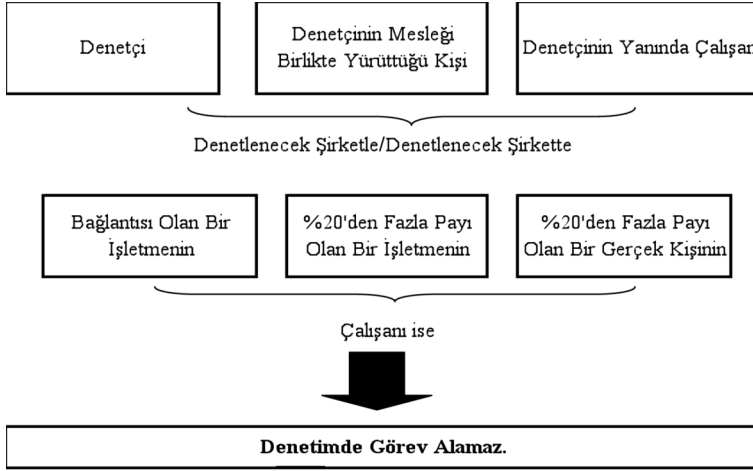 Denetçi
Denetçinin Mesleği
Birlikte Yürüttüğü Kişi
Denetçinin Yanında Çalışan
Denetlenecek Şirketle/Denetlenecek Şirkette
Bağlantısı Olan Bir
İşletmenin
%20'den Fazla Payı
Olan Bir İşletmenin
%20'den Fazla Payı
Olan Bir Gerçek Kişinin
Çalışanı ise
Denetimde Görev Alamaz.